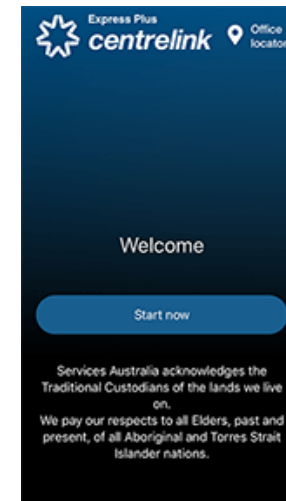 Express Plus
centrelink
Office
locator
Welcome
Start now
Services Australia acknowledges the
Traditional Custodians of the lands we live
on.
We pay our respects to all Elders, past and
present, of all Aboriginal and Torres Strait
Islander nations.